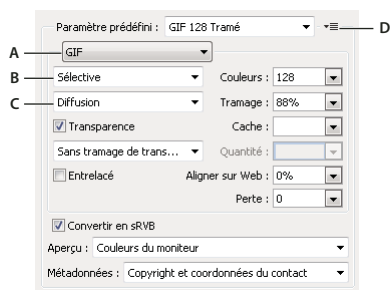 Paramètre prédéfini : GIF 128 Tramé D
A GIF
B Sélective Couleurs : 128
C Diffusion Tramage : 88%
Transparence Cache :
Sans tramage de trans... Quantité :
Entrelacé Aligner sur Web : 0%
Perte : 0
Convertir en sRVB
Aperçu : Couleurs du moniteur
Métadonnées : Copyright et coordonnées du contact